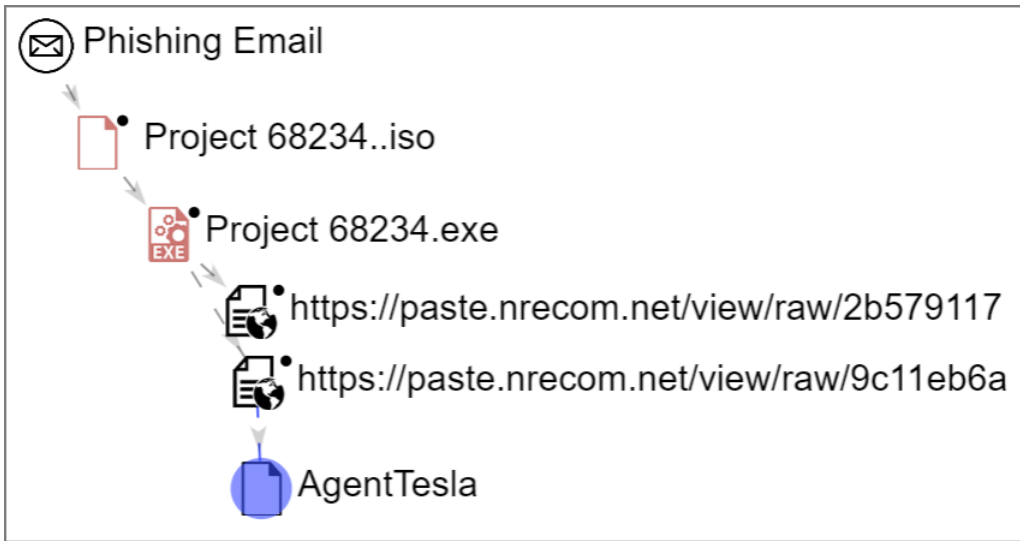 Phishing Email
Project 68234..iso
Project 68234.exe
EXE
https://paste.nrecom.net/view/raw/2b579117
https://paste.nrecom.net/view/raw/9c11eb6a
AgentTesla